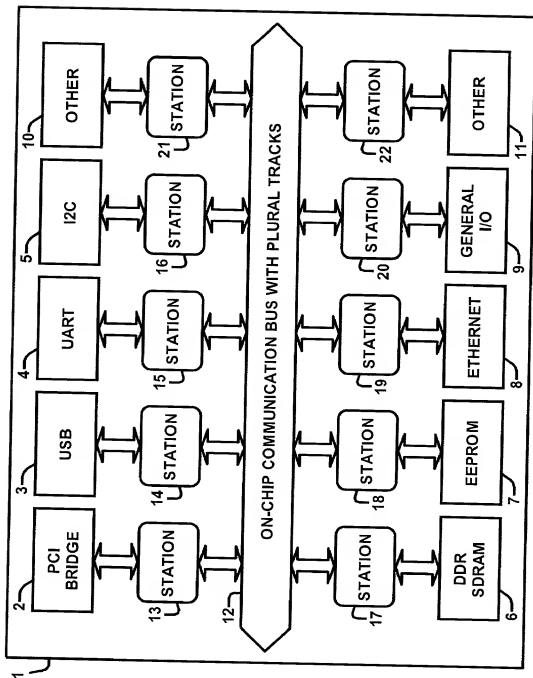 1
2
PCI
BRIDGE
3
USB
4
UART
5
I2C
10
OTHER
13
STATION
14
STATION
15
STATION
16
STATION
21
STATION
12
ON-CHIP COMMUNICATION BUS WITH PLURAL TRACKS
STATION
17
STATION
18
STATION
19
STATION
20
STATION
22
DDR
SDRAM
6
EEPROM
7
ETHERNET
8
GENERAL
I/O
9
OTHER
11